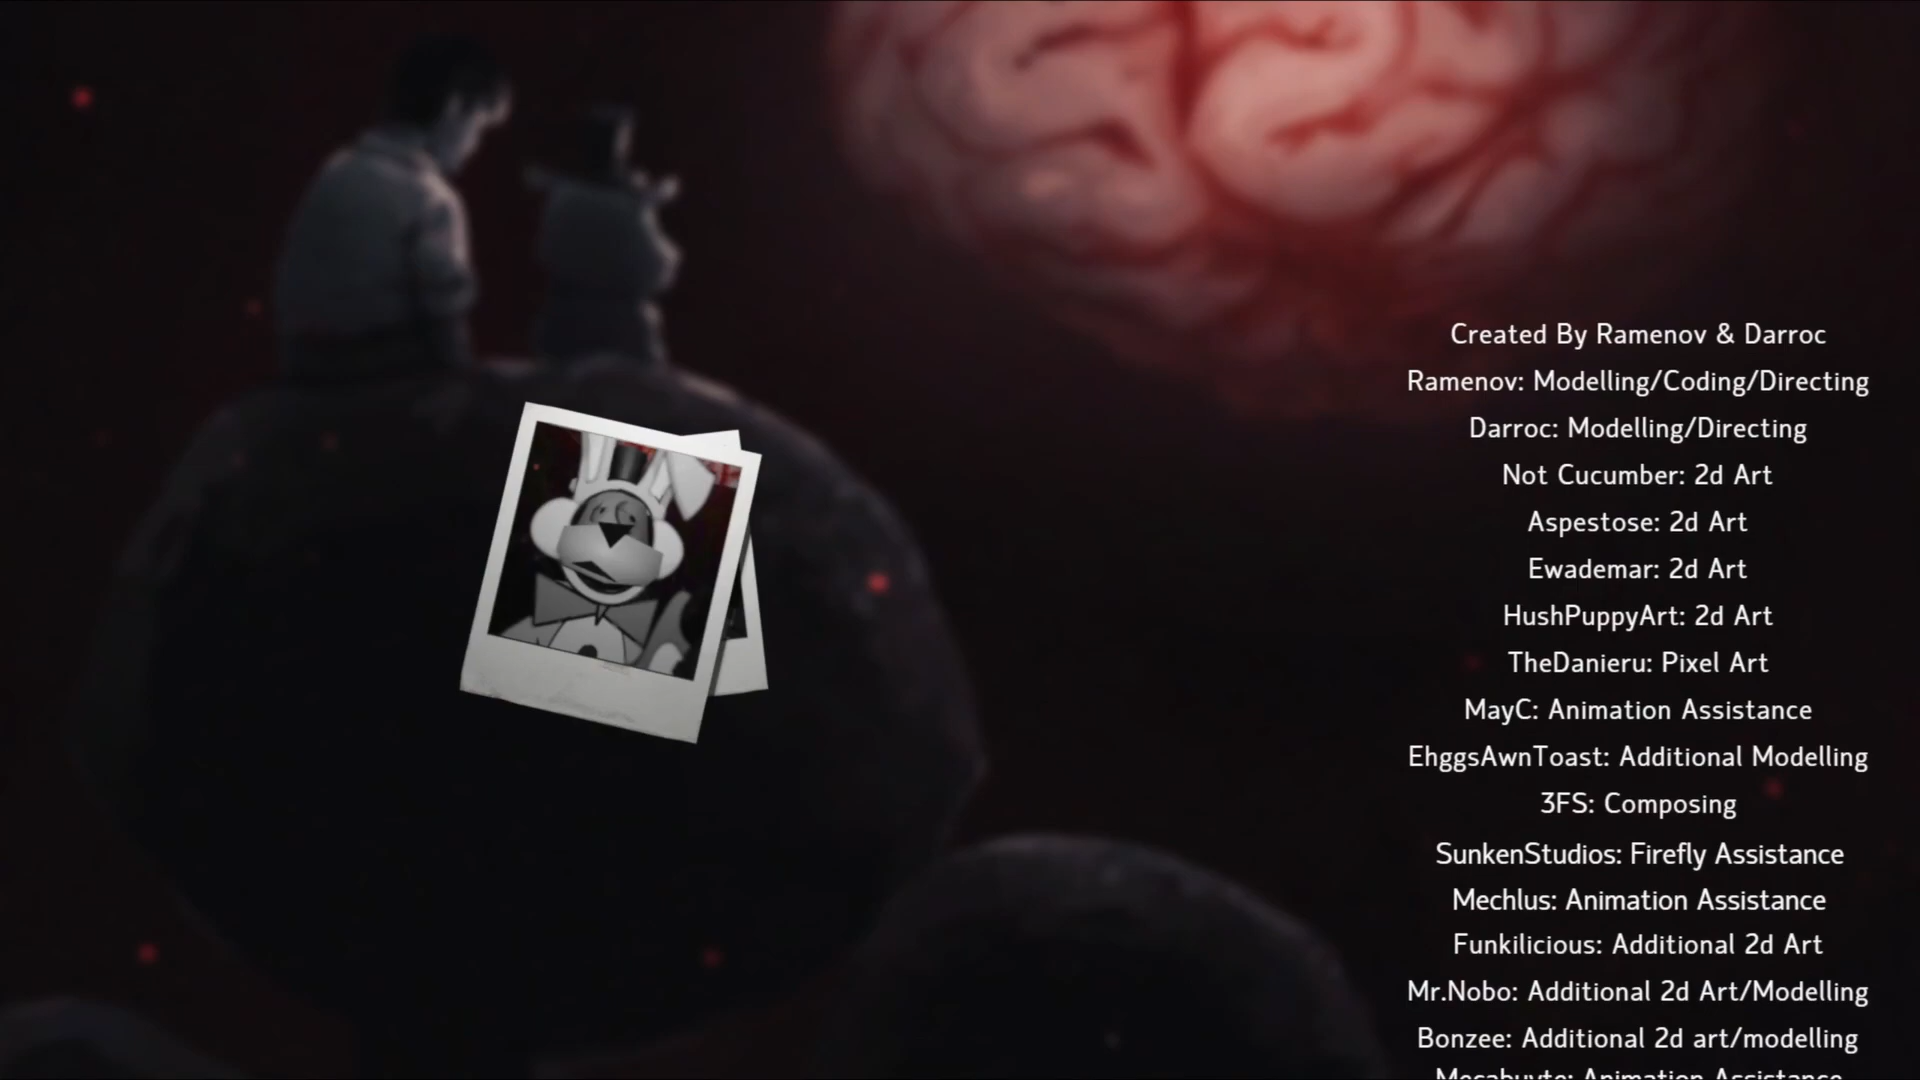 Created By Ramenov & Darroc
Ramenov: Modelling/Coding/Directing
Darroc: Modelling/Directing
Not Cucumber: 2d Art
Aspestose: 2d Art
Ewademar: 2d Art
HushPuppyArt: 2d Art
TheDanieru: Pixel Art
MayC: Animation Assistance
EhggsAwnToast: Additional Modelling
3FS: Composing
SunkenStudios: Firefly Assistance
Mechlus: Animation Assistance
Funkilicious: Additional 2d Art
Mr.Nobo: Additional 2d Art/Modelling
Bonzee: Additional 2d art/modelling
Animation Assistance